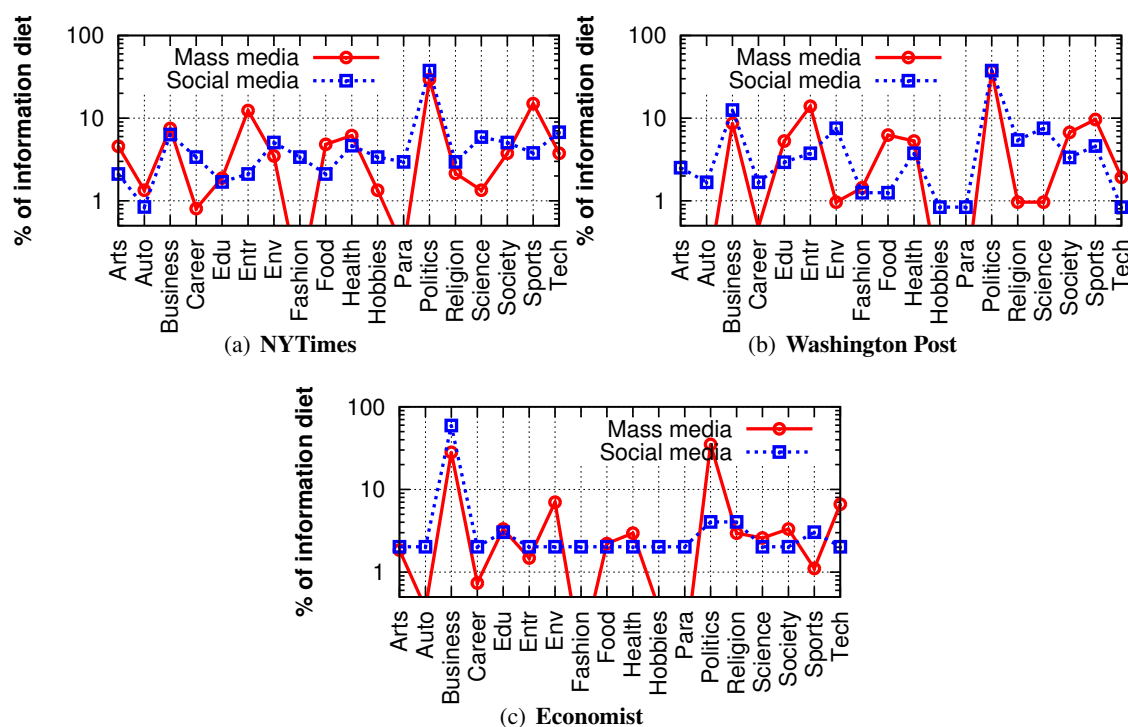 % of information diet
100
10
1
Mass media
Social media
Arts
Auto
Business
Career
Edu
Entr
Env
Fashion
Food
Health
Hobbies
Para
Politics
Religion
Science
Society
Sports
Tech
(a) NYTimes
% of information diet
100
10
1
Mass media
Social media
Arts
Auto
Business
Career
Edu
Entr
Env
Fashion
Food
Health
Hobbies
Para
Politics
Religion
Science
Society
Sports
Tech
(b) Washington Post
% of information diet
100
10
1
Mass media
Social media
Arts
Auto
Business
Career
Edu
Entr
Env
Fashion
Food
Health
Hobbies
Para
Politics
Religion
Science
Society
Sports
Tech
(c) Economist